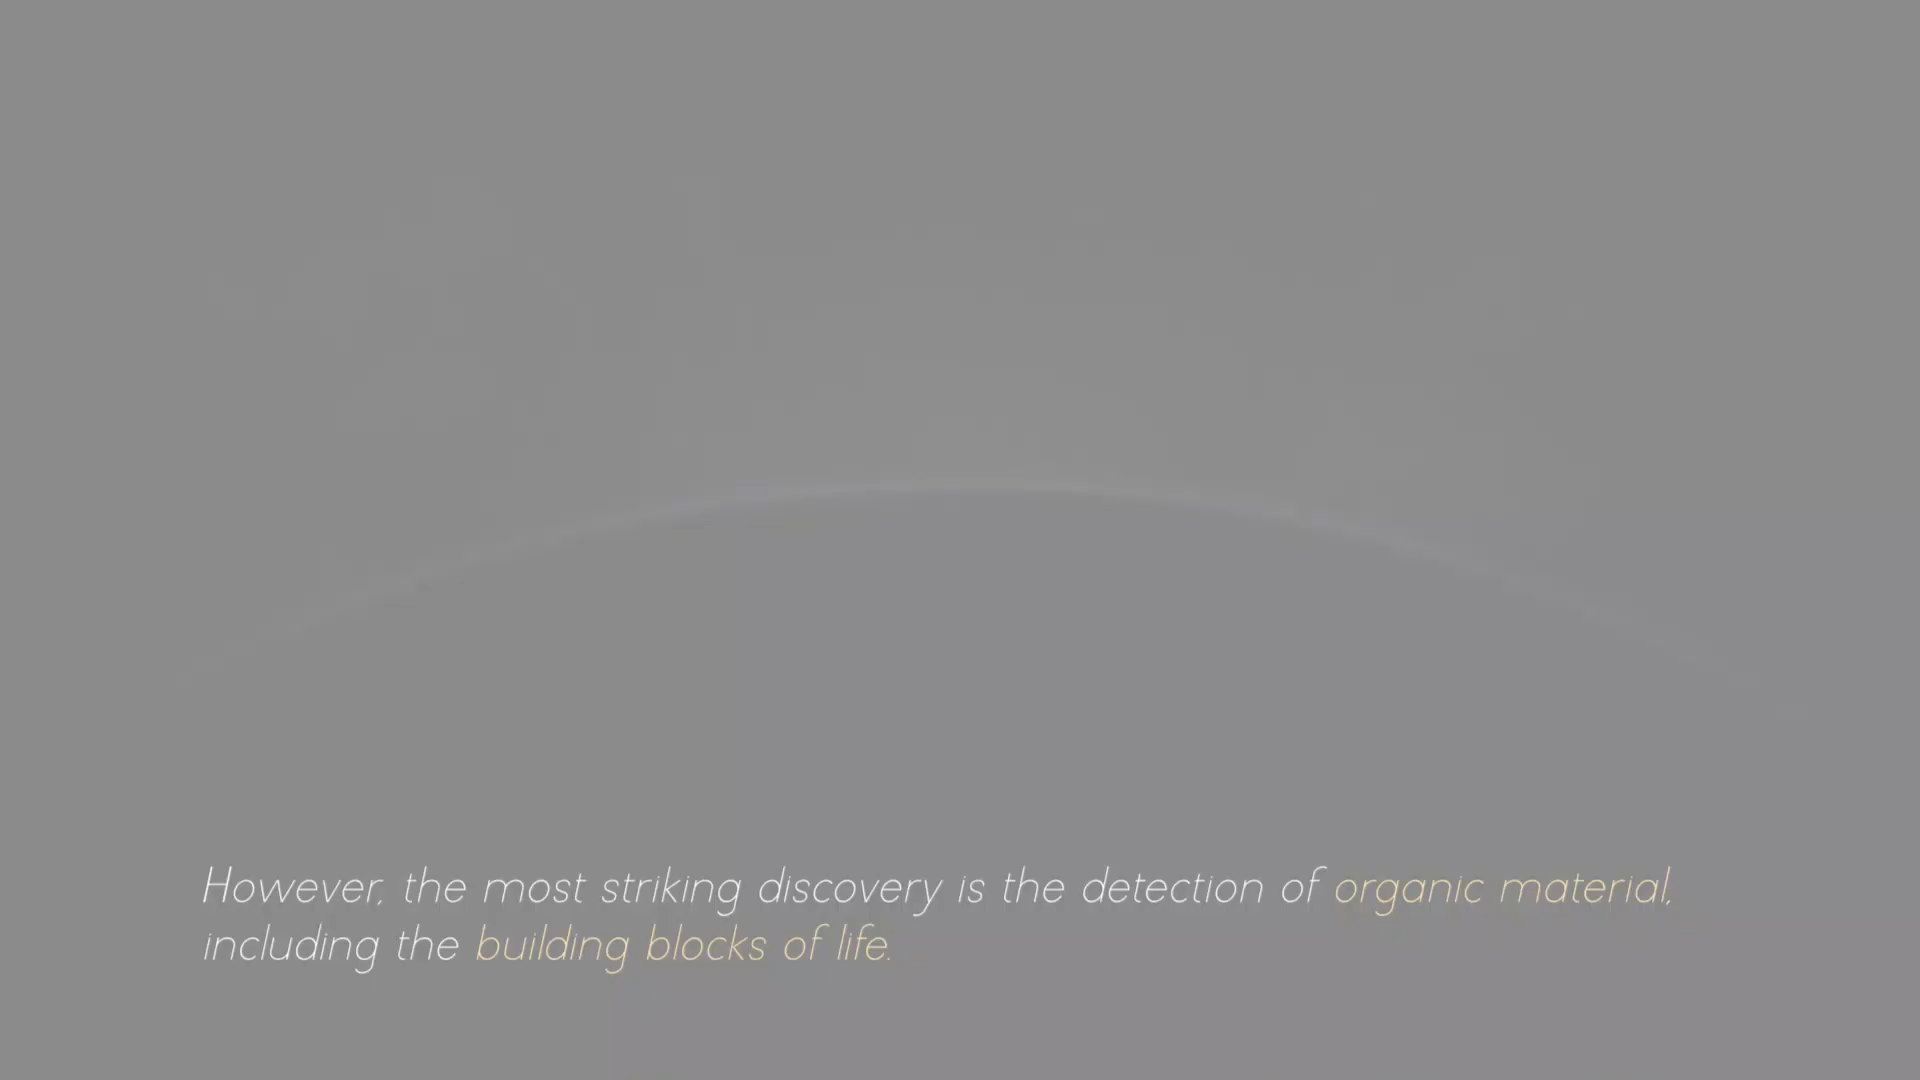 However, the most striking discovery is the detection of organic material,
including the building blocks of life.